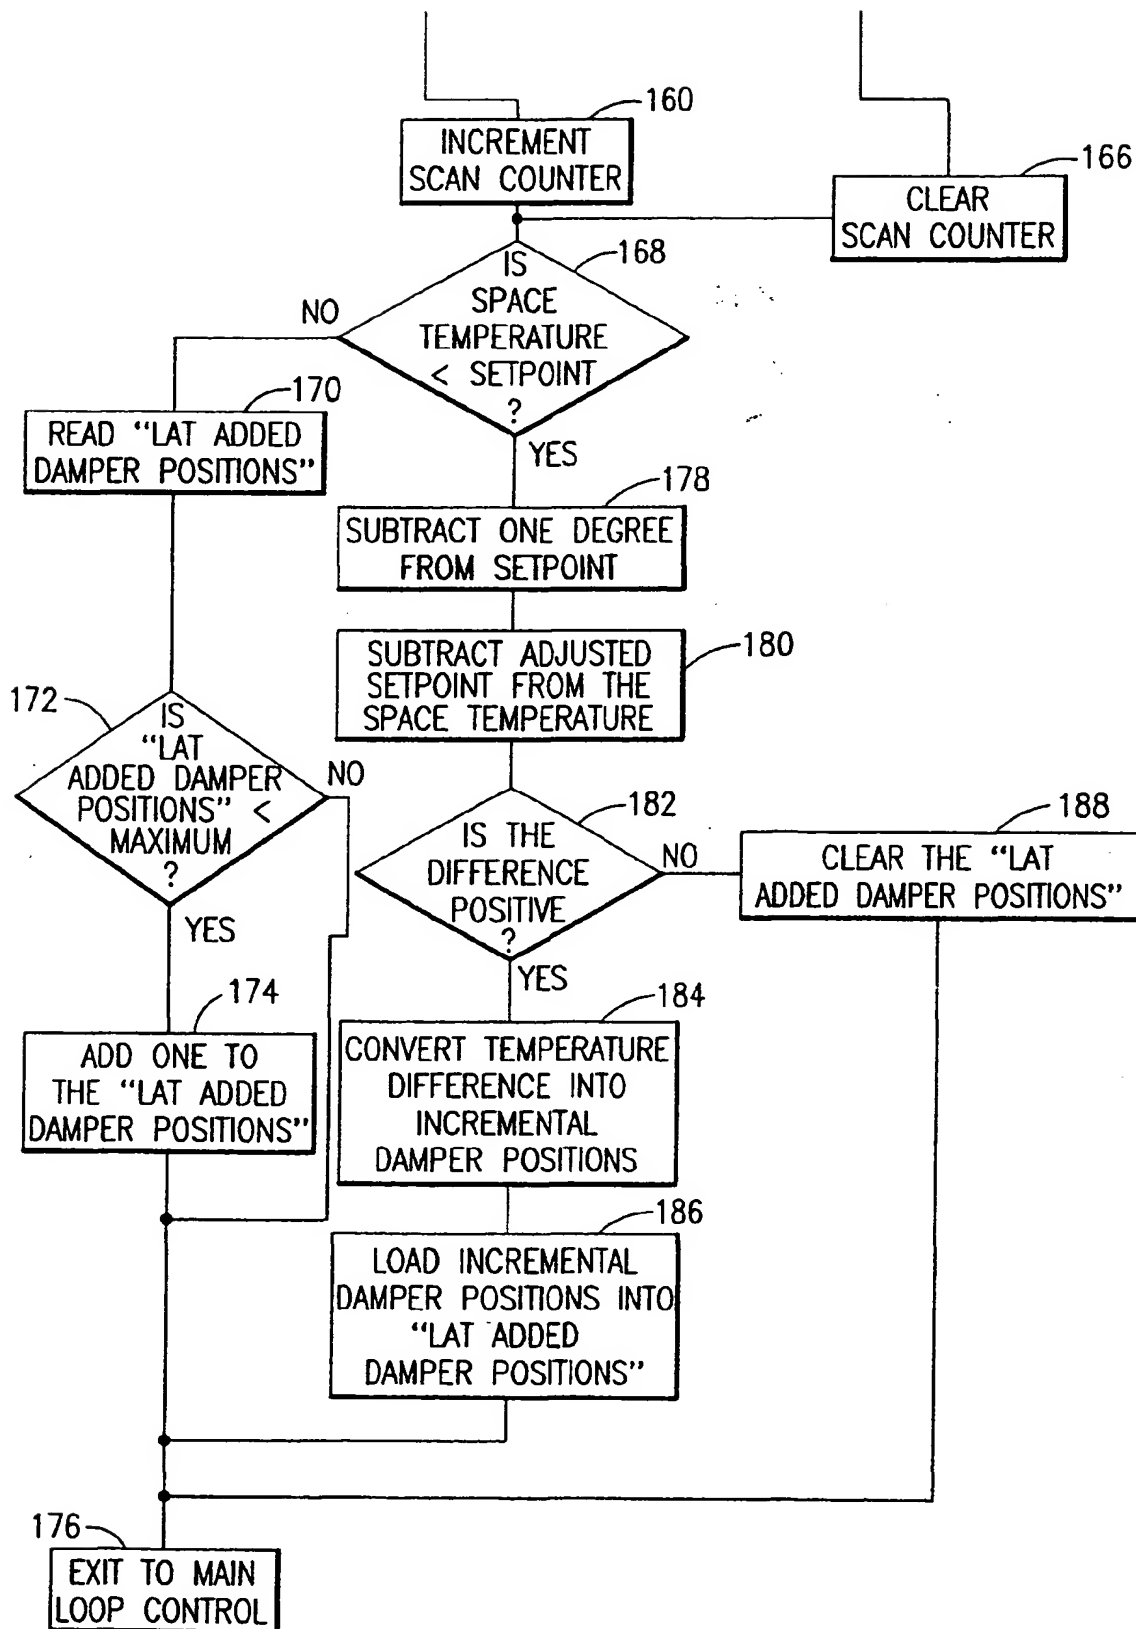 160
INCREMENT
SCAN COUNTER
166
CLEAR
SCAN COUNTER
168
IS
SPACE
TEMPERATURE
< SETPOINT
?
NO
YES
170
READ “LAT ADDED
DAMPER POSITIONS”
178
SUBTRACT ONE DEGREE
FROM SETPOINT
180
SUBTRACT ADJUSTED
SETPOINT FROM THE
SPACE TEMPERATURE
172
IS
“LAT
ADDED DAMPER
POSITIONS” <
MAXIMUM
?
NO
YES
182
IS THE
DIFFERENCE
POSITIVE
?
NO
YES
188
CLEAR THE “LAT
ADDED DAMPER POSITIONS”
174
ADD ONE TO
THE “LAT ADDED
DAMPER POSITIONS”
184
CONVERT TEMPERATURE
DIFFERENCE INTO
INCREMENTAL
DAMPER POSITIONS
186
LOAD INCREMENTAL
DAMPER POSITIONS INTO
“LAT ADDED
DAMPER POSITIONS”
176
EXIT TO MAIN
LOOP CONTROL